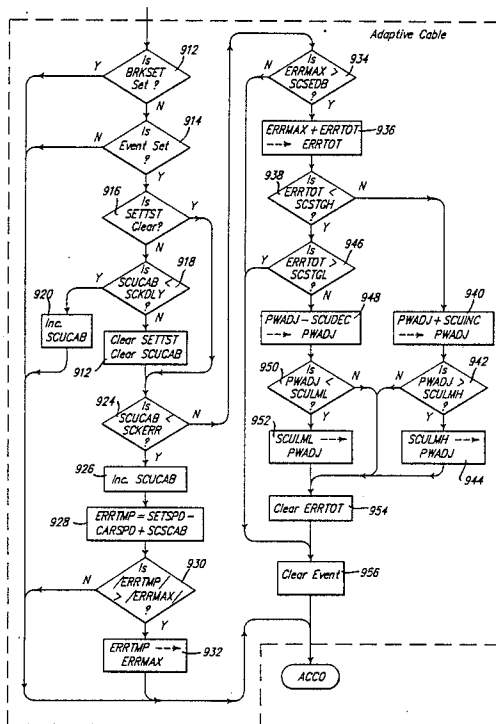 Adaptive Cable
Is
BRKSET
Set ?
912
Y
N
Is
Event Set
?
914
N
Y
Is
SETTST
Clear?
916
Y
N
Is
SCUCAB <
SCKDLY
?
918
Y
N
920
Inc.
SCUCAB
Clear SETTST
Clear SCUCAB
912
Is
SCUCAB <
SCKERR
?
924
N
Y
Inc. SCUCAB
926
ERRTMP = SETSPD-
CARSPD + SCSCAB
928
Is
/ERRTMP/
> /ERRMAX/
?
930
N
Y
ERRTMP --->
ERRMAX
932
Is
ERRMAX >
SCSEDB
?
934
N
Y
ERRMAX + ERRTOT
---> ERRTOT
936
Is
ERRTOT <
SCSTGH
?
938
N
Y
Is
ERRTOT >
SCSTGL
?
946
Y
N
PWADJ - SCUDEC
---> PWADJ
948
PWADJ + SCUINC
---> PWADJ
940
Is
PWADJ <
SCULML
?
950
N
Y
Is
PWADJ >
SCULMH
?
942
N
Y
SCULML --->
PWADJ
952
SCULMH --->
PWADJ
944
Clear ERRTOT
954
Clear Event
956
ACCO